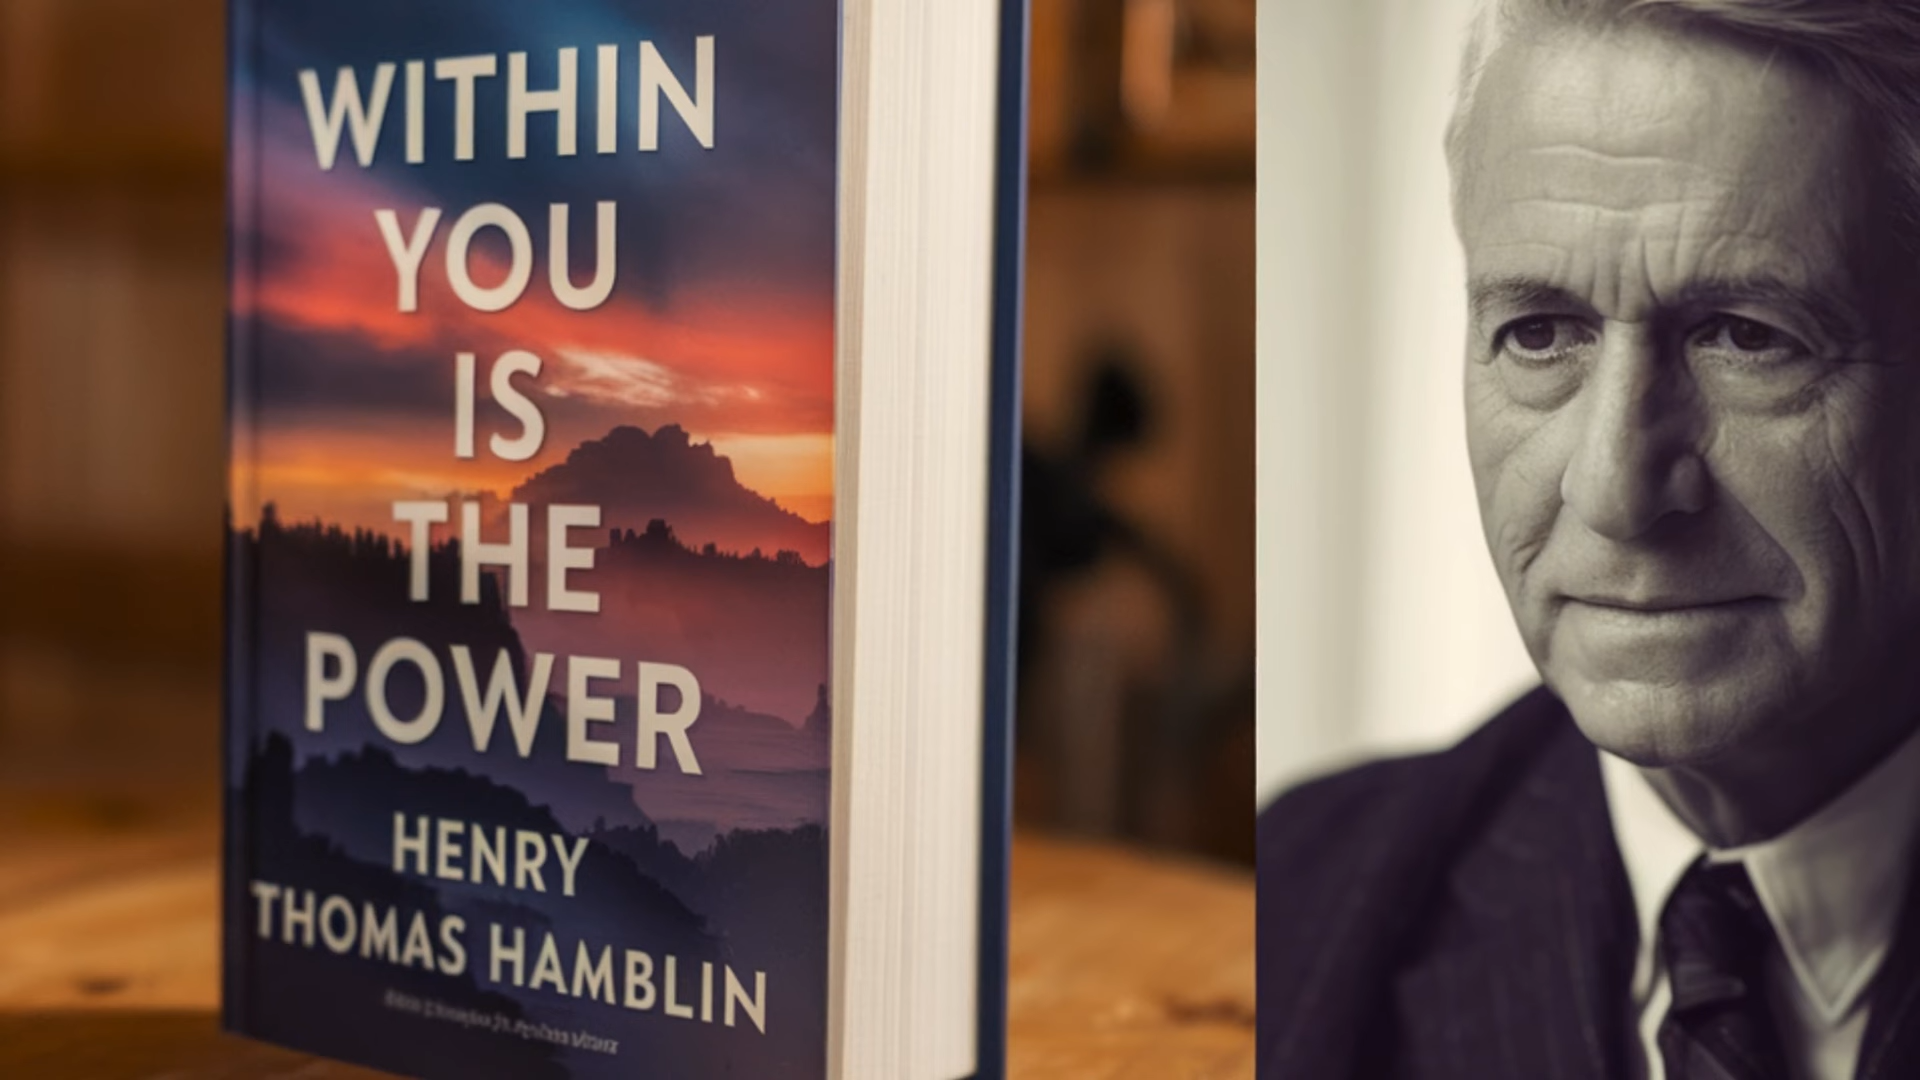 WITHIN
YOU
IS
THE
POWER
HENRY
THOMAS HAMBLIN